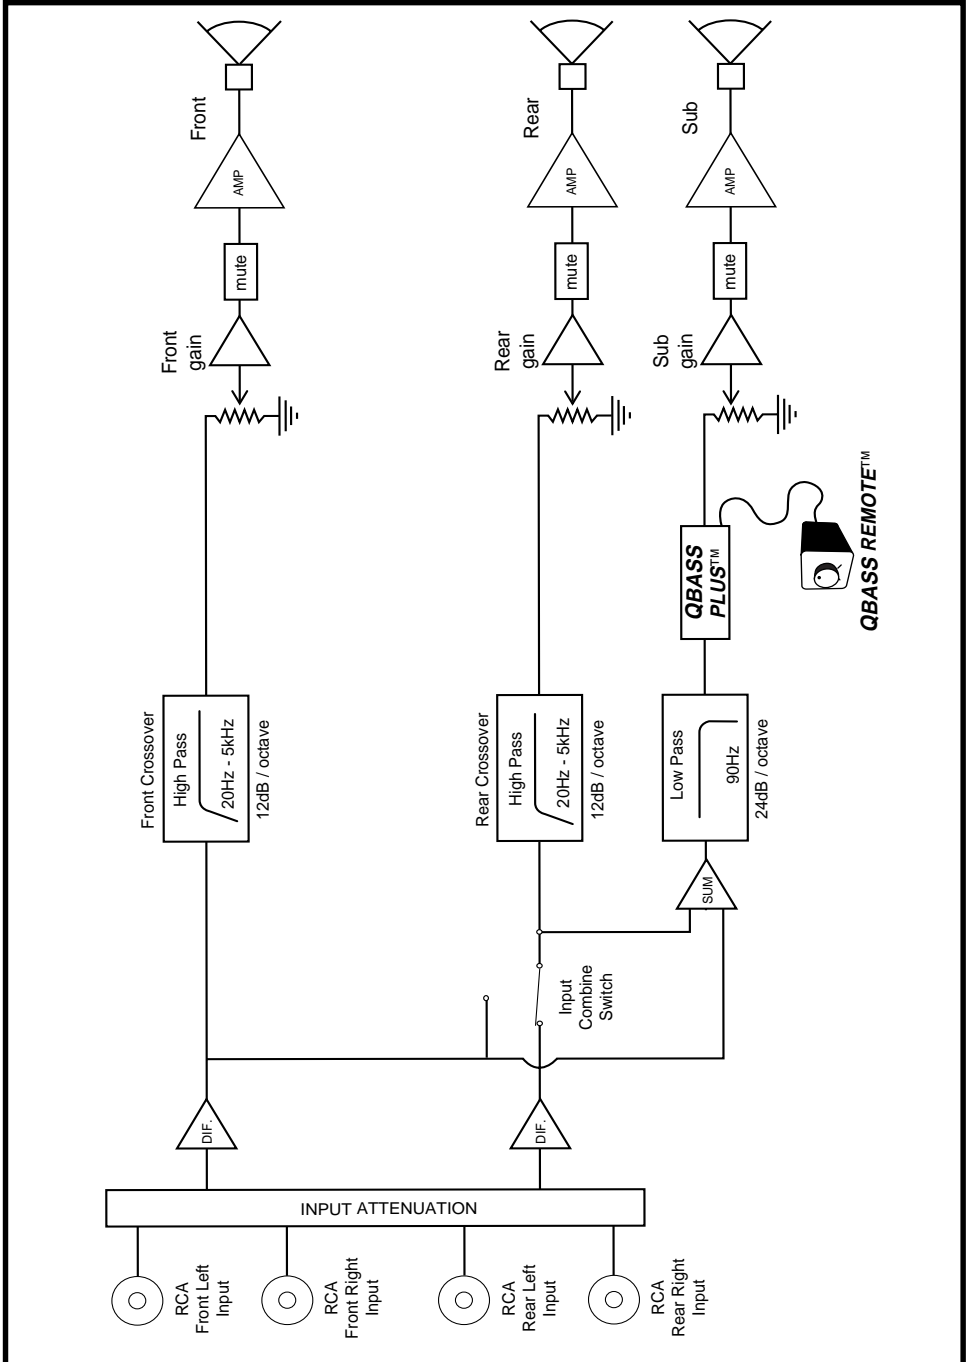 Front
Rear
Sub
AMP
AMP
AMP
mute
mute
mute
Front
gain
Rear
gain
Sub
gain
QBASS
PLUS™
QBASS REMOTE™
Front Crossover
High Pass
20Hz - 5kHz
12dB / octave
Rear Crossover
High Pass
20Hz - 5kHz
12dB / octave
Low Pass
90Hz
24dB / octave
SUM
Input
Combine
Switch
DIF.
DIF.
INPUT ATTENUATION
RCA
Front Left
Input
RCA
Front Right
Input
RCA
Rear Left
Input
RCA
Rear Right
Input